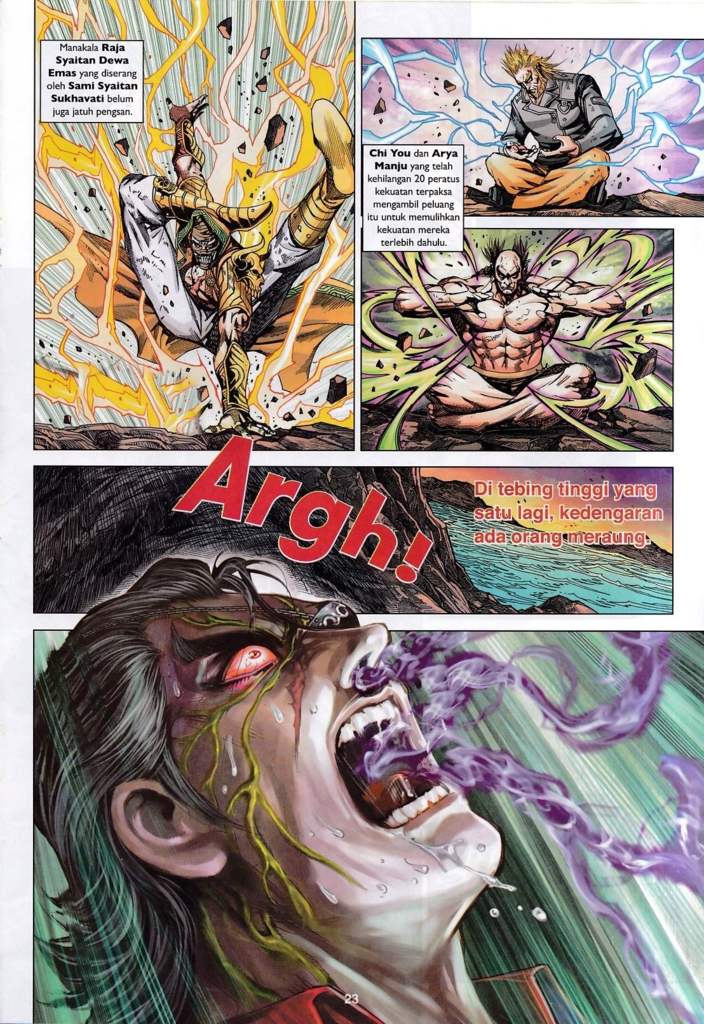 Manakala Raja
Syaitan Dewa
Emas yang diserang
oleh Sami Syaitan
Sukhavati belum
juga jatuh pengsan.
Chi You dan Arya
Manju yang telah
kehilangan 20 peratus
kekuatan terpaksa
mengambil peluang
itu untuk memulihkan
kekuatan mereka
terlebih dahulu.
Argh!
Di tebing tinggi yang
satu lagi, kedengaran
ada orang meraung.
23